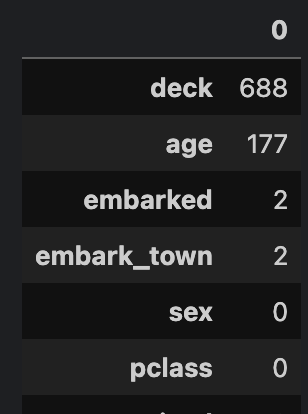 0
deck 688
age 177
embarked 2
embark_town 2
sex 0
pclass 0